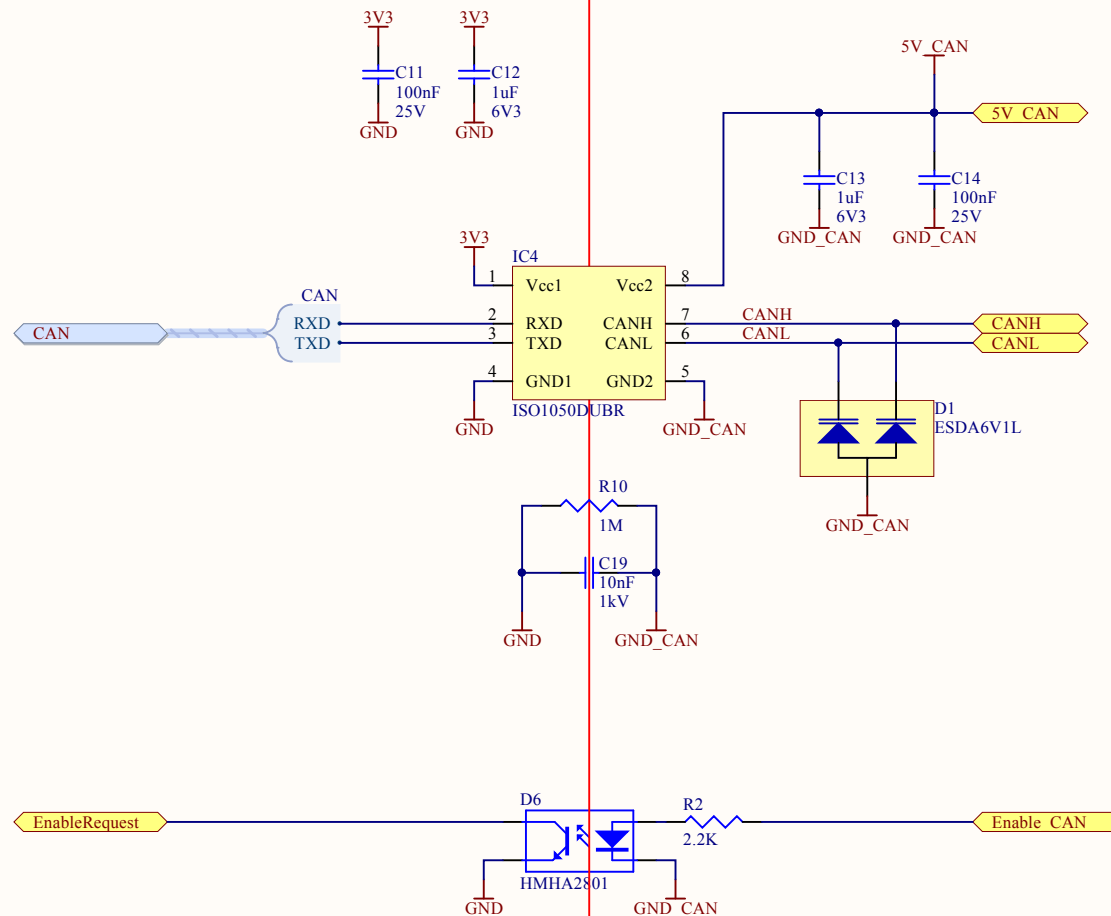 3V3
3V3
C11
100nF
25V
GND
C12
1uF
6V3
GND
5V_CAN
5V_CAN
C13
1uF
6V3
GND_CAN
C14
100nF
25V
GND_CAN
3V3
IC4
1
Vcc1
Vcc2
8
CAN
CAN
RXD
TXD
2
RXD
3
TXD
CANH
7
CANH
CANH
CANL
6
CANL
CANL
4
GND1
GND2
5
ISO1050DUBR
GND
GND_CAN
D1
ESDA6V1L
GND_CAN
R10
1M
C19
10nF
1kV
GND
GND_CAN
D6
R2
EnableRequest
2.2K
Enable_CAN
HMHA2801
GND
GND_CAN